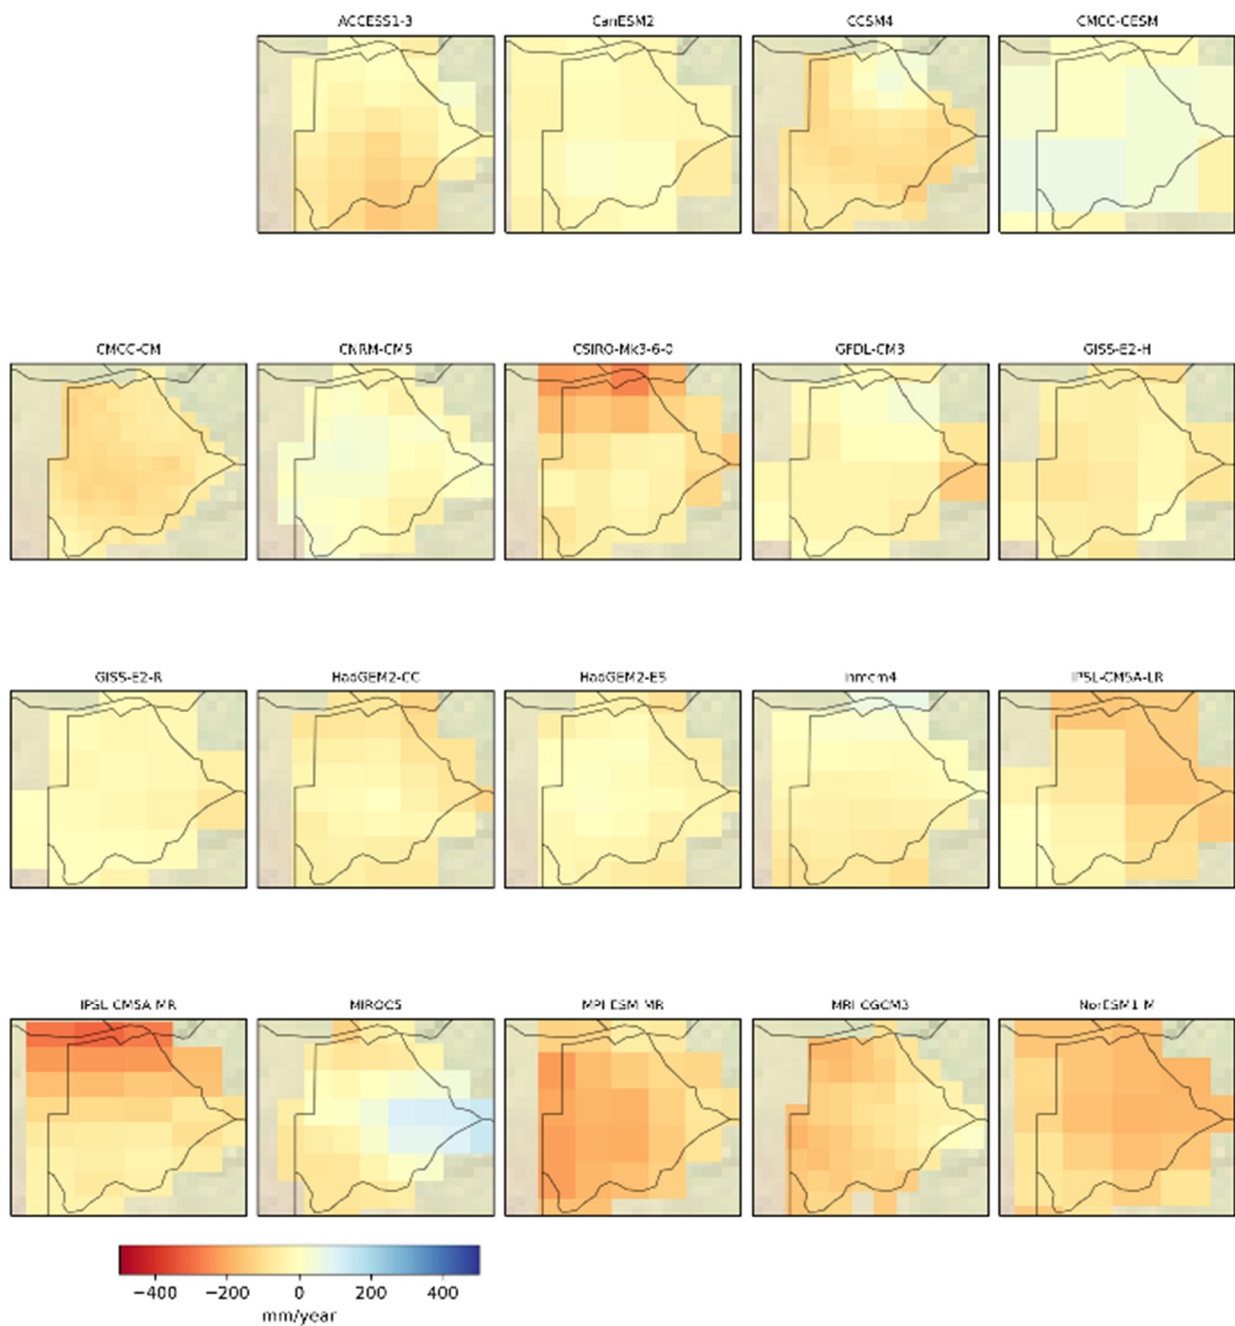 ACCESS1-3
CanESM2
CCSM4
CMCC-CESM
CMCC-CM
CNRM-CM5
CSIRO-Mk3-6-0
GFDL-CM3
GISS-E2-H
GISS-E2-R
HadGEM2-CC
HadGEM2-ES
inmcm4
IPSL-CM5A-LR
IPSL-CM5A-MR
MIROC5
MPI-ESM-MR
MRI-CGCM3
NorESM1-M
−400 −200 0 200 400
mm/year